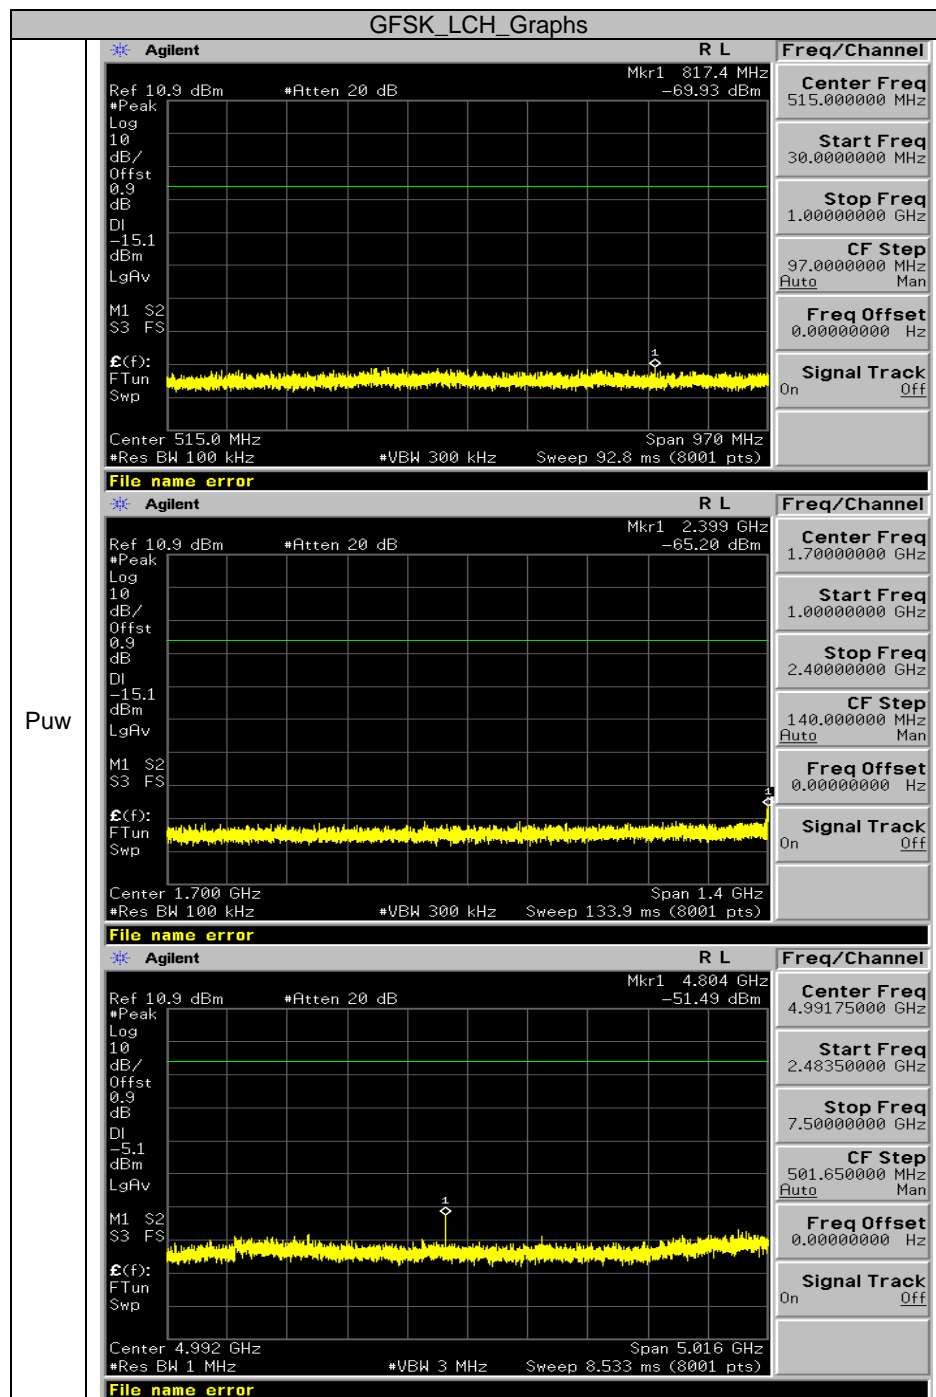 GFSK_LCH_Graphs
Puw
Agilent R L Freq/Channel
Mkr1 817.4 MHz
Ref 10.9 dBm #Atten 20 dB -69.93 dBm
#Peak
Log
10
dB/
Offst
0.9
dB
DI
-15.1
dBm
LgAv
M1 S2
S3 FS
£(f):
FTun
Swp
1
Center 515.0 MHz Span 970 MHz
#Res BW 100 kHz #VBW 300 kHz Sweep 92.8 ms (8001 pts)
File name error
Center Freq
515.000000 MHz
Start Freq
30.0000000 MHz
Stop Freq
1.00000000 GHz
CF Step
97.0000000 MHz
Auto Man
Freq Offset
0.00000000 Hz
Signal Track
On Off
Agilent R L Freq/Channel
Mkr1 2.399 GHz
Ref 10.9 dBm #Atten 20 dB -65.20 dBm
#Peak
Log
10
dB/
Offst
0.9
dB
DI
-15.1
dBm
LgAv
M1 S2
S3 FS
£(f):
FTun
Swp
1
Center 1.700 GHz Span 1.4 GHz
#Res BW 100 kHz #VBW 300 kHz Sweep 133.9 ms (8001 pts)
File name error
Center Freq
1.70000000 GHz
Start Freq
1.00000000 GHz
Stop Freq
2.40000000 GHz
CF Step
140.000000 MHz
Auto Man
Freq Offset
0.00000000 Hz
Signal Track
On Off
Agilent R L Freq/Channel
Mkr1 4.804 GHz
Ref 10.9 dBm #Atten 20 dB -51.49 dBm
#Peak
Log
10
dB/
Offst
0.9
dB
DI
-5.1
dBm
LgAv
M1 S2
S3 FS
£(f):
FTun
Swp
1
Center 4.992 GHz Span 5.016 GHz
#Res BW 1 MHz #VBW 3 MHz Sweep 8.533 ms (8001 pts)
File name error
Center Freq
4.99175000 GHz
Start Freq
2.48350000 GHz
Stop Freq
7.50000000 GHz
CF Step
501.650000 MHz
Auto Man
Freq Offset
0.00000000 Hz
Signal Track
On Off